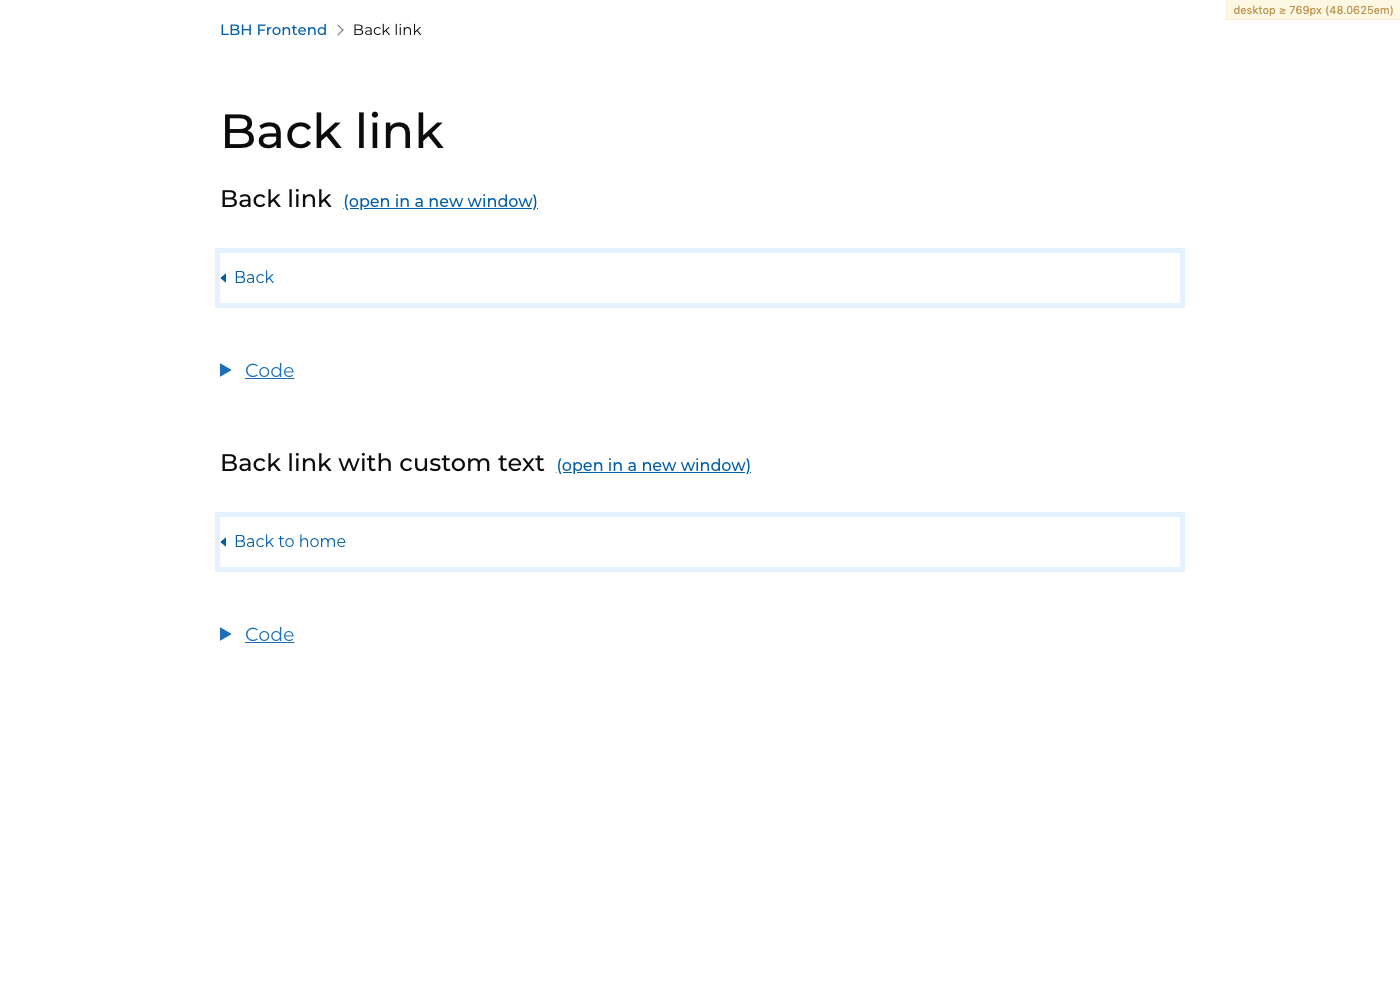 desktop ≥ 769px (48.0625em)
LBH Frontend > Back link
Back link
Back link (open in a new window)
Back
Code
Back link with custom text (open in a new window)
Back to home
Code